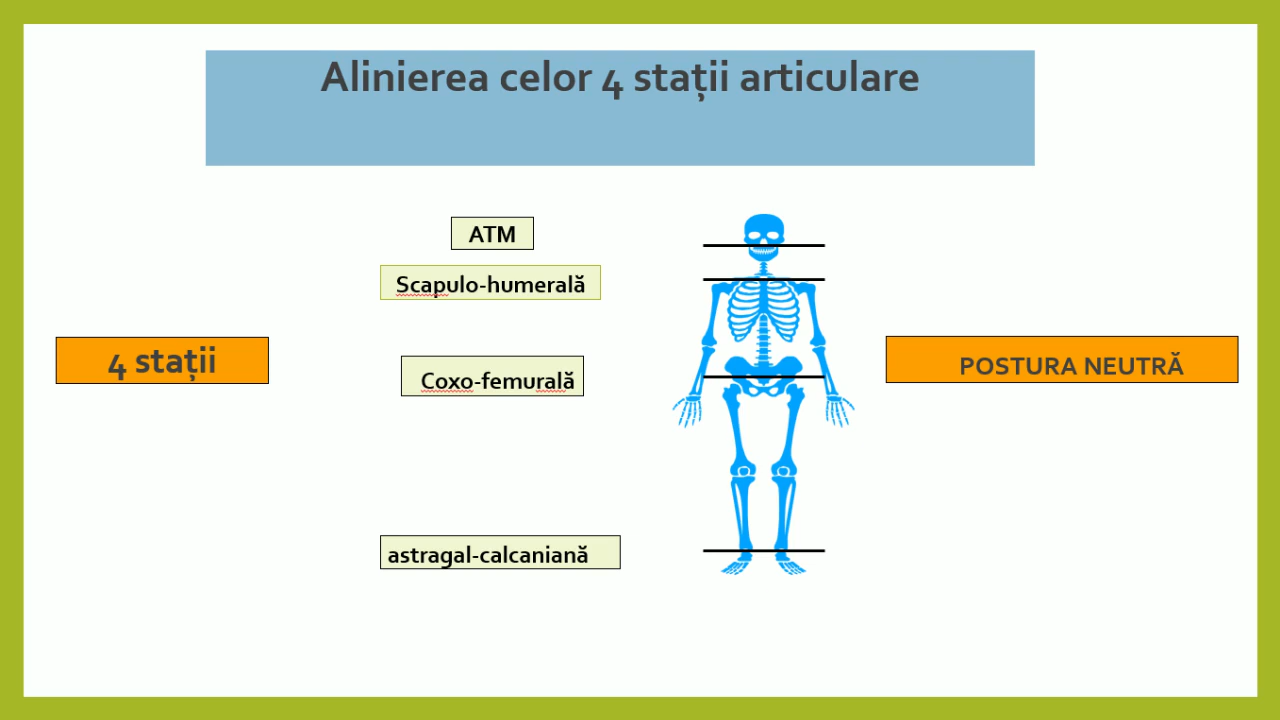 Alinierea celor 4 stații articulare
ATM
Scapulo-humerală
4 stații
Coxo-femurală
POSTURA NEUTRĂ
astragal-calcaniană